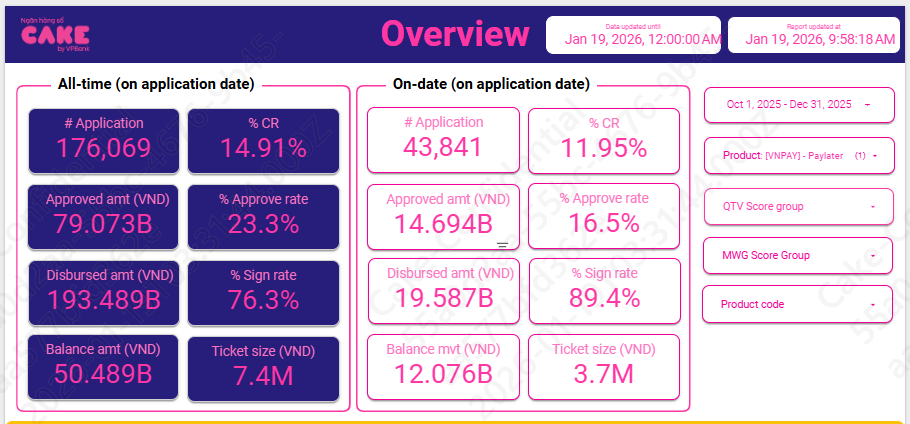 Ngân hàng số
CAKE
by VPBank
Overview
Data updated until
Jan 19, 2026, 12:00:00 AM
Report updated at
Jan 19, 2026, 9:58:18 AM
All-time (on application date)
# Application
176,069
% CR
14.91%
Approved amt (VND)
79.073B
% Approve rate
23.3%
Disbursed amt (VND)
193.489B
% Sign rate
76.3%
Balance amt (VND)
50.489B
Ticket size (VND)
7.4M
On-date (on application date)
# Application
43,841
% CR
11.95%
Approved amt (VND)
14.694B
% Approve rate
16.5%
Disbursed amt (VND)
19.587B
% Sign rate
89.4%
Balance mvt (VND)
12.076B
Ticket size (VND)
3.7M
Oct 1, 2025 - Dec 31, 2025
Product: [VNPAY] - Paylater (1)
QTV Score group
MWG Score Group
Product code